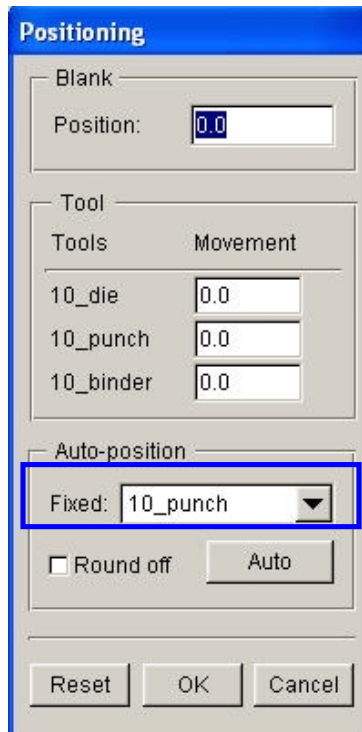 Positioning
Blank
Position: 0.0
Tool
Tools Movement
10_die 0.0
10_punch 0.0
10_binder 0.0
Auto-position
Fixed: 10_punch
Round off Auto
Reset OK Cancel